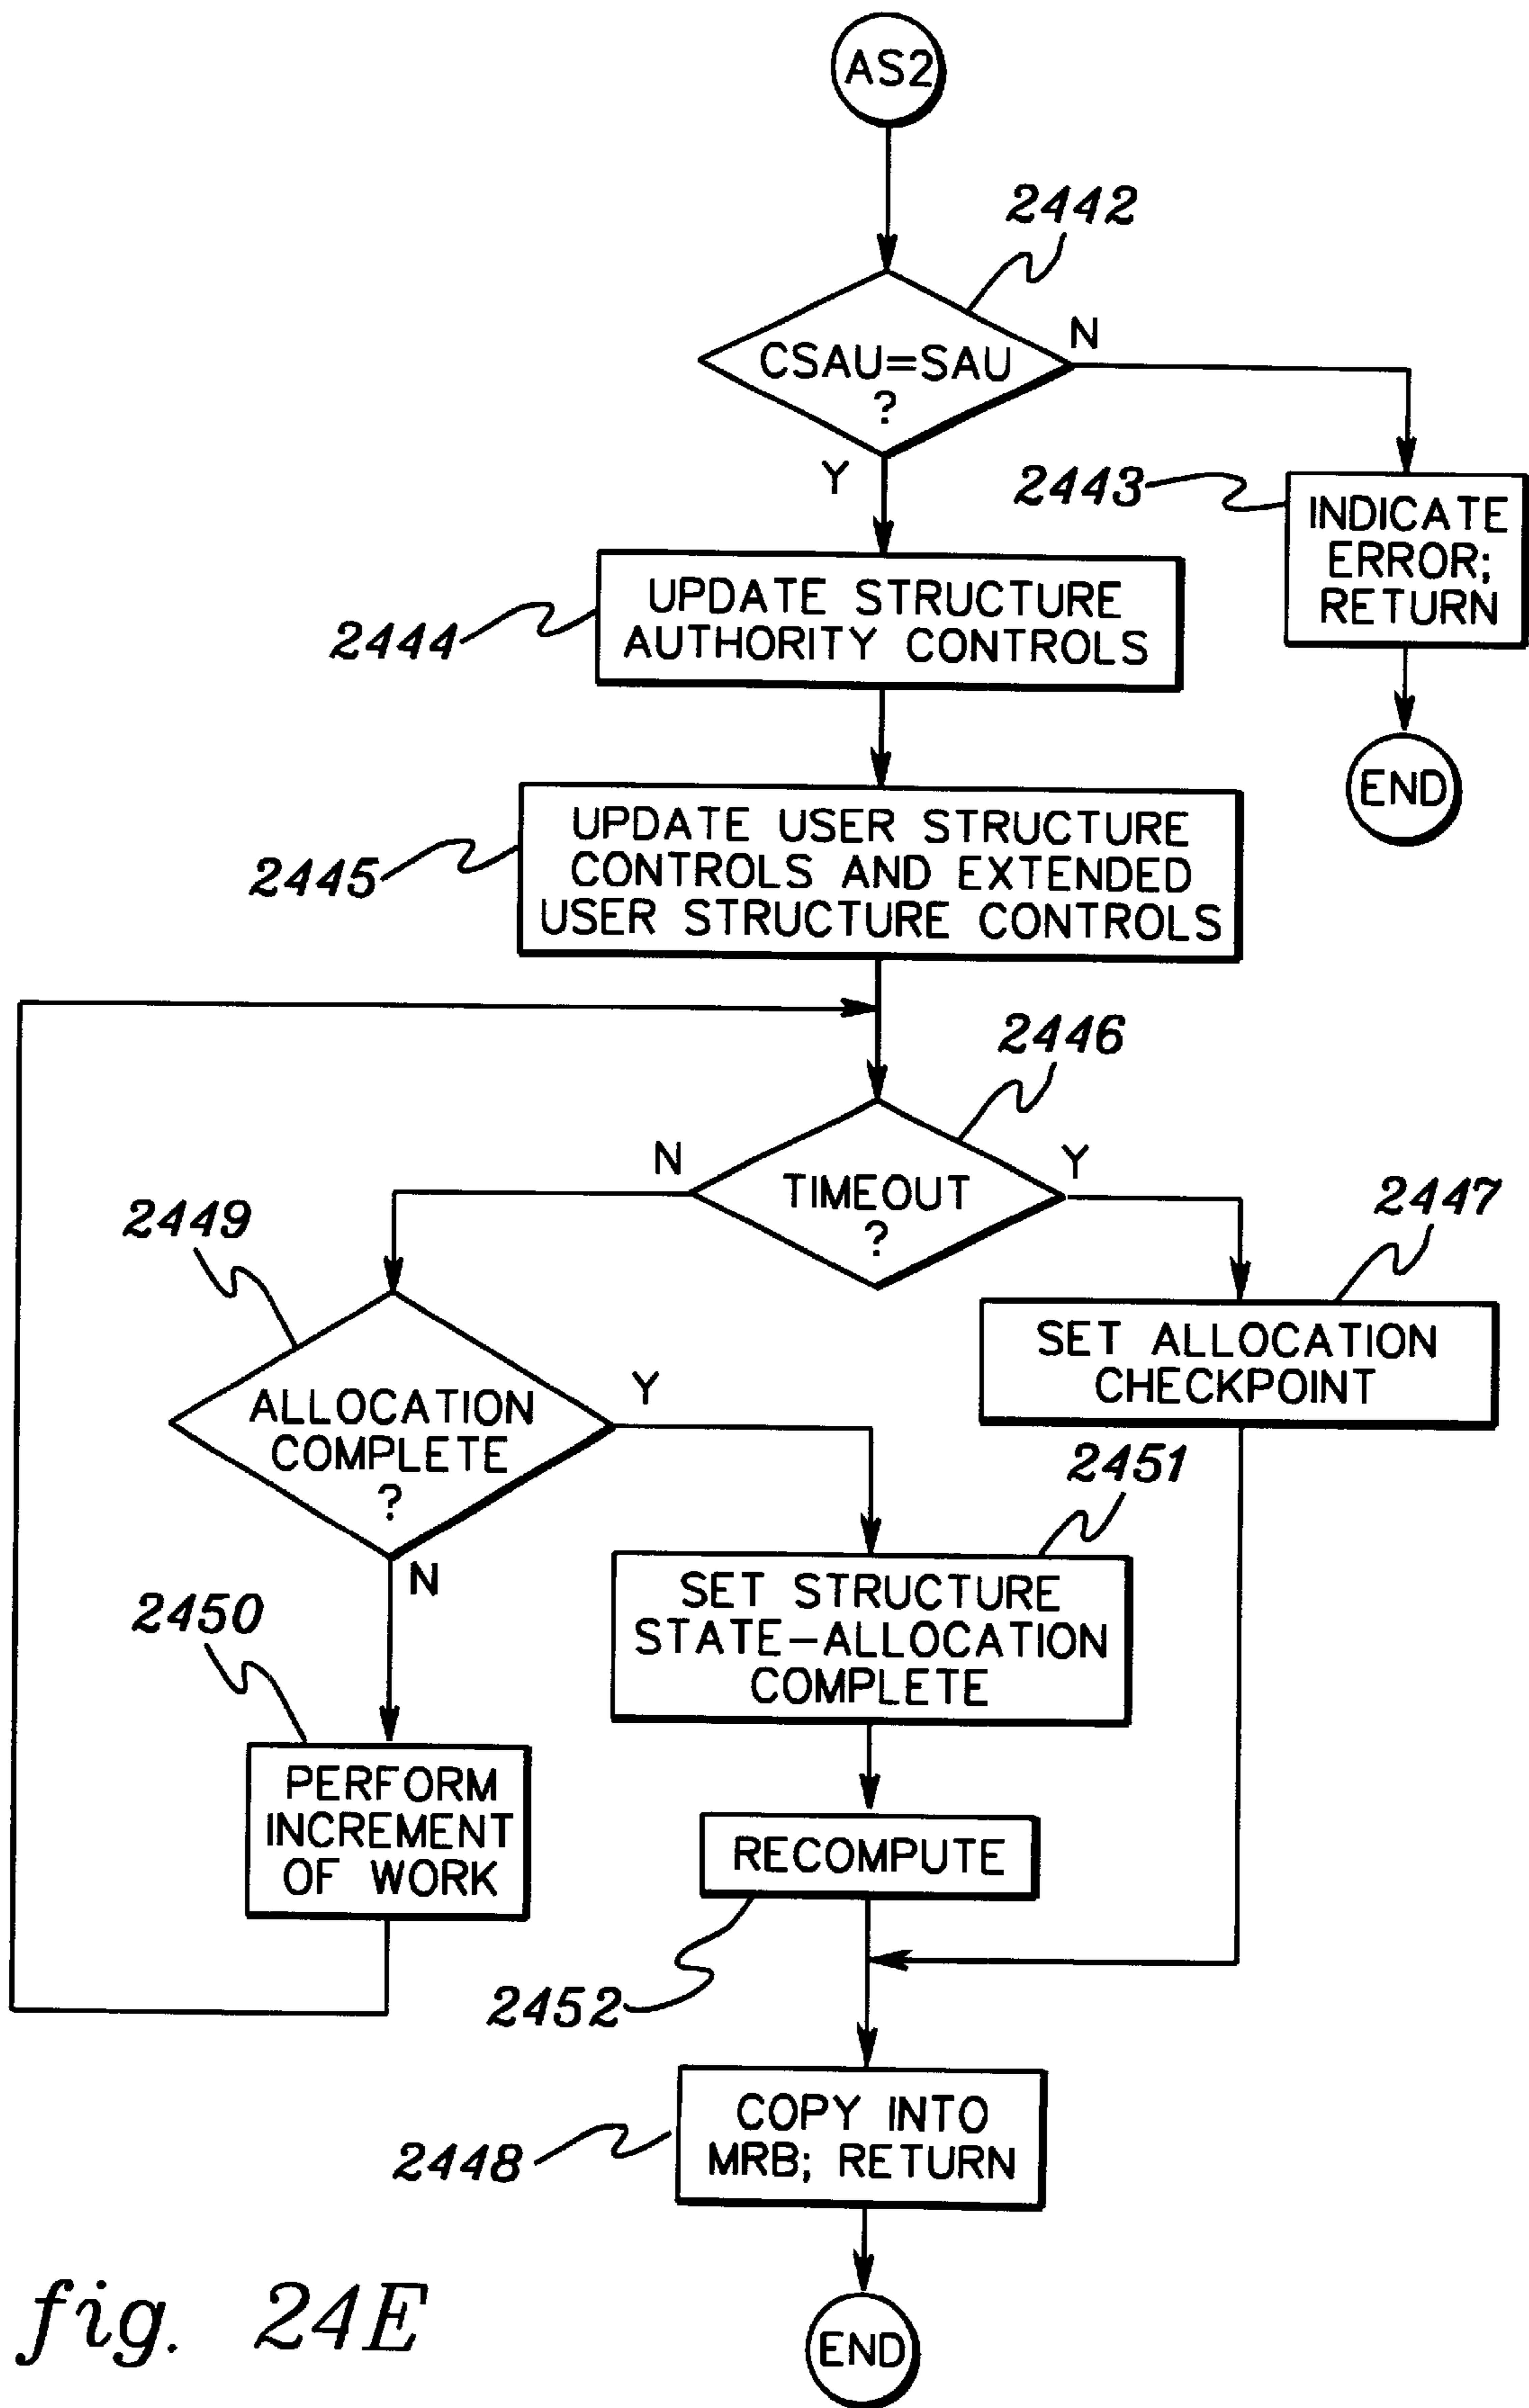 AS2
2442
CSAU=SAU
?
N
Y
2443
INDICATE
ERROR;
RETURN
END
2444
UPDATE STRUCTURE
AUTHORITY CONTROLS
2445
UPDATE USER STRUCTURE
CONTROLS AND EXTENDED
USER STRUCTURE CONTROLS
2446
TIMEOUT
?
N
Y
2447
SET ALLOCATION
CHECKPOINT
2449
ALLOCATION
COMPLETE
?
Y
N
2451
SET STRUCTURE
STATE-ALLOCATION
COMPLETE
2450
PERFORM
INCREMENT
OF WORK
RECOMPUTE
2452
COPY INTO
MRB; RETURN
2448
END
fig. 24E